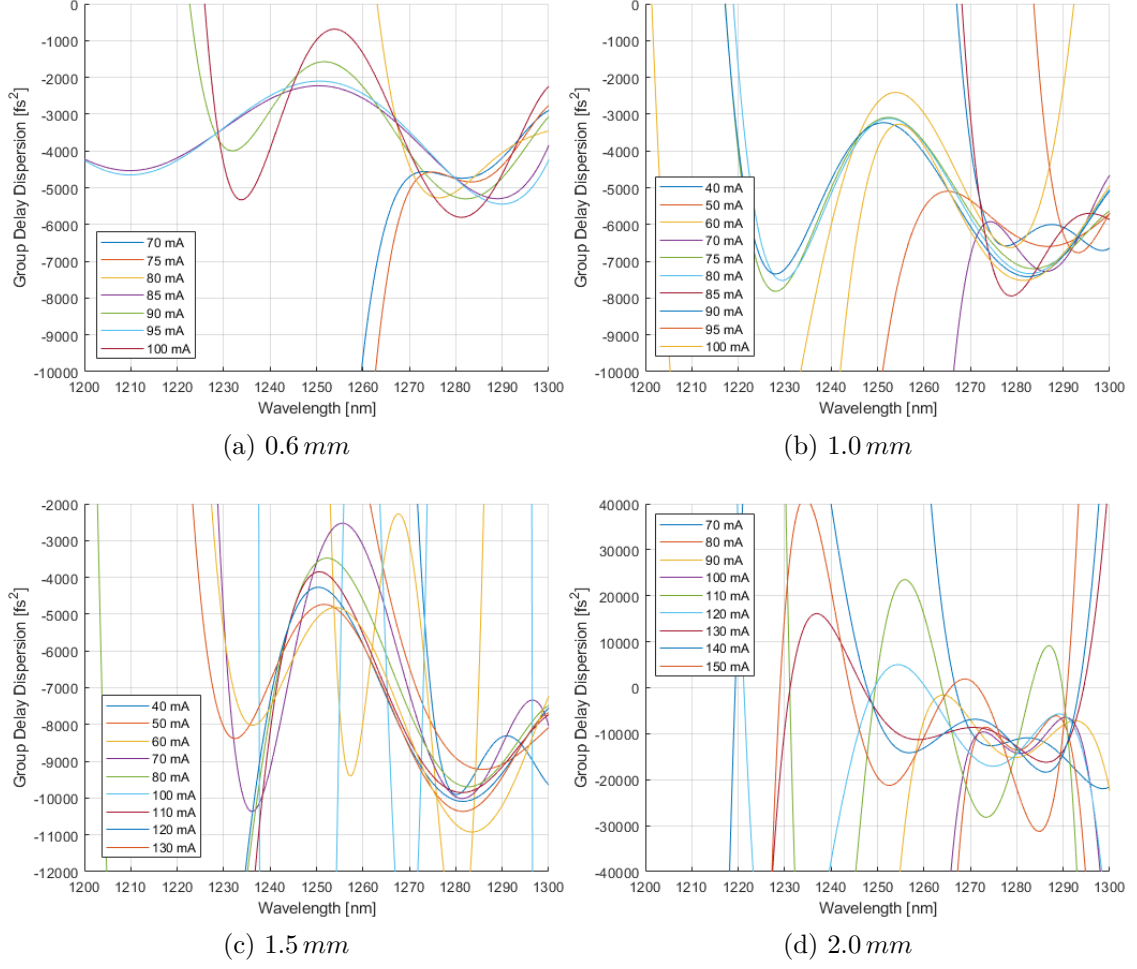 0
-1000
-2000
-3000
-4000
-5000
-6000
-7000
-8000
-9000
-10000
Group Delay Dispersion [fs²]
70 mA
75 mA
80 mA
85 mA
90 mA
95 mA
100 mA
1200 1210 1220 1230 1240 1250 1260 1270 1280 1290 1300
Wavelength [nm]
(a) 0.6 mm
0
-1000
-2000
-3000
-4000
-5000
-6000
-7000
-8000
-9000
-10000
Group Delay Dispersion [fs²]
40 mA
50 mA
60 mA
70 mA
75 mA
80 mA
85 mA
90 mA
95 mA
100 mA
1200 1210 1220 1230 1240 1250 1260 1270 1280 1290 1300
Wavelength [nm]
(b) 1.0 mm
-2000
-3000
-4000
-5000
-6000
-7000
-8000
-9000
-10000
-11000
-12000
Group Delay Dispersion [fs²]
40 mA
50 mA
60 mA
70 mA
80 mA
100 mA
110 mA
120 mA
130 mA
1200 1210 1220 1230 1240 1250 1260 1270 1280 1290 1300
Wavelength [nm]
(c) 1.5 mm
40000
30000
20000
10000
0
-10000
-20000
-30000
-40000
Group Delay Dispersion [fs²]
70 mA
80 mA
90 mA
100 mA
110 mA
120 mA
130 mA
140 mA
150 mA
1200 1210 1220 1230 1240 1250 1260 1270 1280 1290 1300
Wavelength [nm]
(d) 2.0 mm